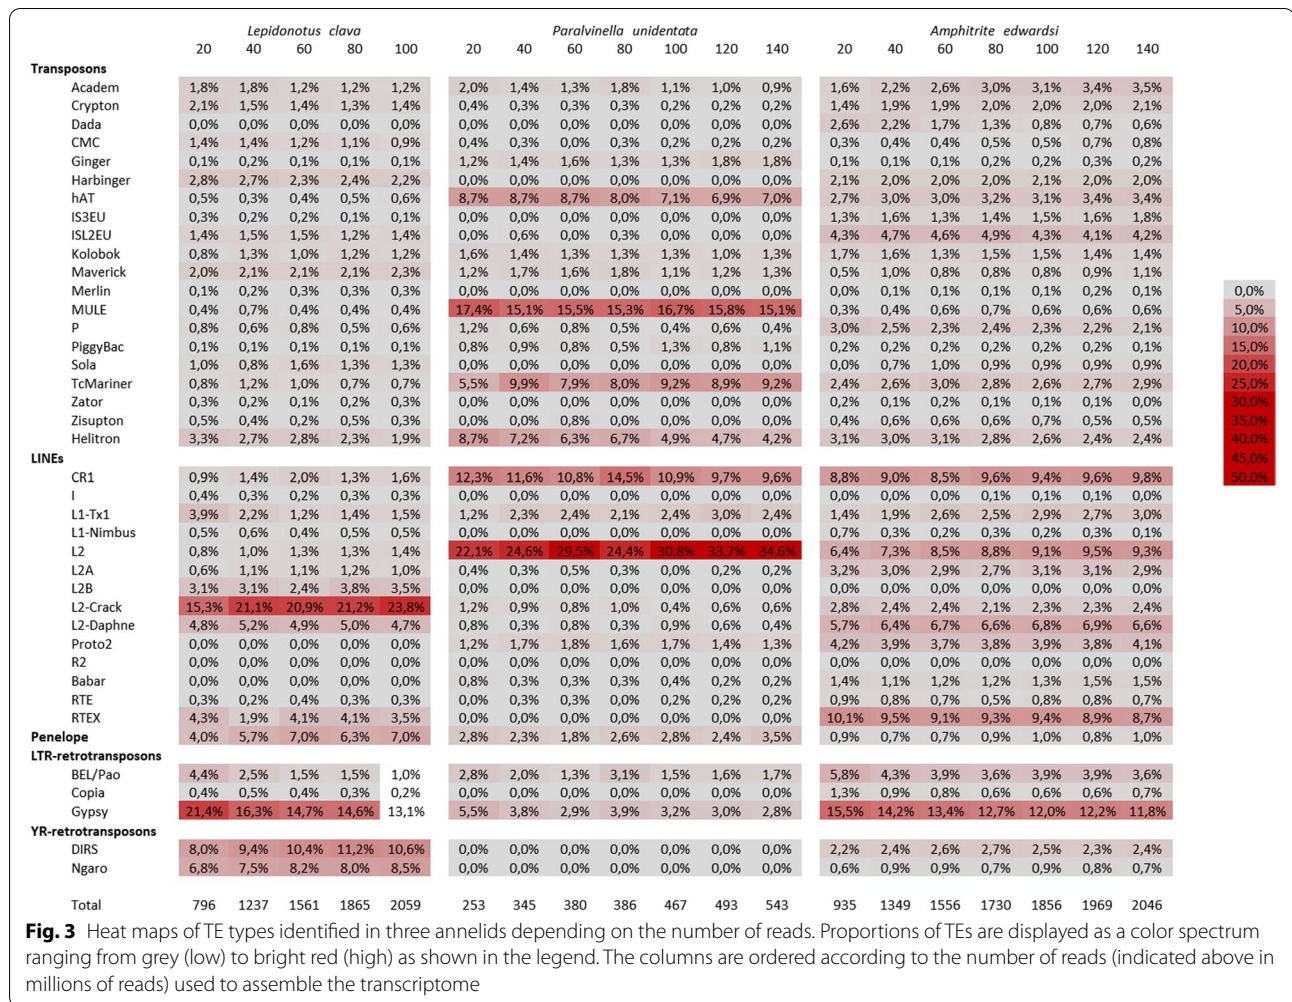 Lepidonotus clava Paralvinella unidentata Amphitrite edwardsi
20 40 60 80 100 20 40 60 80 100 120 140 20 40 60 80 100 120 140
Transposons
Academ 1,8% 1,8% 1,2% 1,2% 1,2% 2,0% 1,4% 1,3% 1,8% 1,1% 1,0% 0,9% 1,6% 2,2% 2,6% 3,0% 3,1% 3,4% 3,5%
Crypton 2,1% 1,5% 1,4% 1,3% 1,4% 0,4% 0,3% 0,3% 0,3% 0,2% 0,2% 0,2% 1,4% 1,9% 1,9% 2,0% 2,0% 2,0% 2,1%
Dada 0,0% 0,0% 0,0% 0,0% 0,0% 0,0% 0,0% 0,0% 0,0% 0,0% 0,0% 0,0% 2,6% 2,2% 1,7% 1,3% 0,8% 0,7% 0,6%
CMC 1,4% 1,4% 1,2% 1,1% 0,9% 0,4% 0,3% 0,0% 0,3% 0,2% 0,2% 0,2% 0,3% 0,4% 0,4% 0,5% 0,5% 0,7% 0,8%
Ginger 0,1% 0,2% 0,1% 0,1% 0,1% 1,2% 1,4% 1,6% 1,3% 1,3% 1,8% 1,8% 0,1% 0,1% 0,1% 0,2% 0,2% 0,3% 0,2%
Harbinger 2,8% 2,7% 2,3% 2,4% 2,2% 0,0% 0,0% 0,0% 0,0% 0,0% 0,0% 0,0% 2,1% 2,0% 2,0% 2,0% 2,1% 2,0% 2,0%
hAT 0,5% 0,3% 0,4% 0,5% 0,6% 8,7% 8,7% 8,7% 8,0% 7,1% 6,9% 7,0% 2,7% 3,0% 3,0% 3,2% 3,1% 3,4% 3,4%
IS3EU 0,3% 0,2% 0,2% 0,1% 0,1% 0,0% 0,0% 0,0% 0,0% 0,0% 0,0% 0,0% 1,3% 1,6% 1,3% 1,4% 1,5% 1,6% 1,8%
ISL2EU 1,4% 1,5% 1,5% 1,2% 1,4% 0,0% 0,6% 0,0% 0,3% 0,0% 0,0% 0,0% 4,3% 4,7% 4,6% 4,9% 4,3% 4,1% 4,2%
Kolobok 0,8% 1,3% 1,0% 1,2% 1,2% 1,6% 1,4% 1,3% 1,3% 1,3% 1,0% 1,3% 1,7% 1,6% 1,3% 1,5% 1,5% 1,4% 1,4%
Maverick 2,0% 2,1% 2,1% 2,1% 2,3% 1,2% 1,7% 1,6% 1,8% 1,1% 1,2% 1,3% 0,5% 1,0% 0,8% 0,8% 0,8% 0,9% 1,1%
Merlin 0,1% 0,2% 0,3% 0,3% 0,3% 0,0% 0,0% 0,0% 0,0% 0,0% 0,0% 0,0% 0,0% 0,1% 0,1% 0,1% 0,1% 0,2% 0,1%
MULE 0,4% 0,7% 0,4% 0,4% 0,4% 17,4% 15,1% 15,5% 15,3% 16,7% 15,8% 15,1% 0,3% 0,4% 0,6% 0,7% 0,6% 0,6% 0,6%
P 0,8% 0,6% 0,8% 0,5% 0,6% 1,2% 0,6% 0,8% 0,5% 0,4% 0,6% 0,4% 3,0% 2,5% 2,3% 2,4% 2,3% 2,2% 2,1%
PiggyBac 0,1% 0,1% 0,1% 0,1% 0,1% 0,8% 0,9% 0,8% 0,5% 1,3% 0,8% 1,1% 0,2% 0,2% 0,2% 0,2% 0,2% 0,2% 0,1%
Sola 1,0% 0,8% 1,6% 1,3% 1,3% 0,0% 0,0% 0,0% 0,0% 0,0% 0,0% 0,0% 0,0% 0,7% 1,0% 0,9% 0,9% 0,9% 0,9%
TcMariner 0,8% 1,2% 1,0% 0,7% 0,7% 5,5% 9,9% 7,9% 8,0% 9,2% 8,9% 9,2% 2,4% 2,6% 3,0% 2,8% 2,6% 2,7% 2,9%
Zator 0,3% 0,2% 0,1% 0,2% 0,3% 0,0% 0,0% 0,0% 0,0% 0,0% 0,0% 0,0% 0,2% 0,1% 0,2% 0,1% 0,1% 0,1% 0,0%
Zisupton 0,5% 0,4% 0,2% 0,5% 0,3% 0,0% 0,0% 0,8% 0,0% 0,0% 0,0% 0,0% 0,4% 0,6% 0,6% 0,6% 0,7% 0,5% 0,5%
Helitron 3,3% 2,7% 2,8% 2,3% 1,9% 8,7% 7,2% 6,3% 6,7% 4,9% 4,7% 4,2% 3,1% 3,0% 3,1% 2,8% 2,6% 2,4% 2,4%
LINEs
CR1 0,9% 1,4% 2,0% 1,3% 1,6% 12,3% 11,6% 10,8% 14,5% 10,9% 9,7% 9,6% 8,8% 9,0% 8,5% 9,6% 9,4% 9,6% 9,8%
I 0,4% 0,3% 0,2% 0,3% 0,3% 0,0% 0,0% 0,0% 0,0% 0,0% 0,0% 0,0% 0,0% 0,0% 0,0% 0,1% 0,1% 0,1% 0,0%
L1-Tx1 3,9% 2,2% 1,2% 1,4% 1,5% 1,2% 2,3% 2,4% 2,1% 2,4% 3,0% 2,4% 1,4% 1,9% 2,6% 2,5% 2,9% 2,7% 3,0%
L1-Nimbus 0,5% 0,6% 0,4% 0,5% 0,5% 0,0% 0,0% 0,0% 0,0% 0,0% 0,0% 0,0% 0,7% 0,3% 0,2% 0,3% 0,2% 0,3% 0,1%
L2 0,8% 1,0% 1,3% 1,3% 1,4% 22,1% 24,6% 29,5% 24,4% 30,8% 33,7% 34,6% 6,4% 7,3% 8,5% 8,8% 9,1% 9,5% 9,3%
L2A 0,6% 1,1% 1,1% 1,2% 1,0% 0,4% 0,3% 0,5% 0,3% 0,0% 0,2% 0,2% 3,2% 3,0% 2,9% 2,7% 3,1% 3,1% 2,9%
L2B 3,1% 3,1% 2,4% 3,8% 3,5% 0,0% 0,0% 0,0% 0,0% 0,0% 0,0% 0,0% 0,0% 0,0% 0,0% 0,0% 0,0% 0,0% 0,0%
L2-Crack 15,3% 21,1% 20,9% 21,2% 23,8% 1,2% 0,9% 0,8% 1,0% 0,4% 0,6% 0,6% 2,8% 2,4% 2,4% 2,1% 2,3% 2,3% 2,4%
L2-Daphne 4,8% 5,2% 4,9% 5,0% 4,7% 0,8% 0,3% 0,8% 0,3% 0,9% 0,6% 0,4% 5,7% 6,4% 6,7% 6,6% 6,8% 6,9% 6,6%
Proto2 0,0% 0,0% 0,0% 0,0% 0,0% 1,2% 1,7% 1,8% 1,6% 1,7% 1,4% 1,3% 4,2% 3,9% 3,7% 3,8% 3,9% 3,8% 4,1%
R2 0,0% 0,0% 0,0% 0,0% 0,0% 0,0% 0,0% 0,0% 0,0% 0,0% 0,0% 0,0% 0,0% 0,0% 0,0% 0,0% 0,0% 0,0% 0,0%
Babar 0,0% 0,0% 0,0% 0,0% 0,0% 0,8% 0,3% 0,3% 0,3% 0,4% 0,2% 0,2% 1,4% 1,1% 1,2% 1,2% 1,3% 1,5% 1,5%
RTE 0,3% 0,2% 0,4% 0,3% 0,3% 0,0% 0,3% 0,3% 0,0% 0,2% 0,2% 0,2% 0,9% 0,8% 0,7% 0,5% 0,8% 0,8% 0,7%
RTEX 4,3% 1,9% 4,1% 4,1% 3,5% 0,0% 0,0% 0,0% 0,0% 0,0% 0,0% 0,0% 10,1% 9,5% 9,1% 9,3% 9,4% 8,9% 8,7%
Penelope 4,0% 5,7% 7,0% 6,3% 7,0% 2,8% 2,3% 1,8% 2,6% 2,8% 2,4% 3,5% 0,9% 0,7% 0,7% 0,9% 1,0% 0,8% 1,0%
LTR-retrotransposons
BEL/Pao 4,4% 2,5% 1,5% 1,5% 1,0% 2,8% 2,0% 1,3% 3,1% 1,5% 1,6% 1,7% 5,8% 4,3% 3,9% 3,6% 3,9% 3,9% 3,6%
Copia 0,4% 0,5% 0,4% 0,3% 0,2% 0,0% 0,0% 0,0% 0,0% 0,0% 0,0% 0,0% 1,3% 0,9% 0,8% 0,6% 0,6% 0,6% 0,7%
Gypsy 21,4% 16,3% 14,7% 14,6% 13,1% 5,5% 3,8% 2,9% 3,9% 3,2% 3,0% 2,8% 15,5% 14,2% 13,4% 12,7% 12,0% 12,2% 11,8%
YR-retrotransposons
DIRS 8,0% 9,4% 10,4% 11,2% 10,6% 0,0% 0,0% 0,0% 0,0% 0,0% 0,0% 0,0% 2,2% 2,4% 2,6% 2,7% 2,5% 2,3% 2,4%
Ngaro 6,8% 7,5% 8,2% 8,0% 8,5% 0,0% 0,0% 0,0% 0,0% 0,0% 0,0% 0,0% 0,6% 0,9% 0,9% 0,7% 0,9% 0,8% 0,7%
Total 796 1237 1561 1865 2059 253 345 380 386 467 493 543 935 1349 1556 1730 1856 1969 2046
0,0%
5,0%
10,0%
15,0%
20,0%
25,0%
30,0%
35,0%
40,0%
45,0%
50,0%
Fig. 3 Heat maps of TE types identified in three annelids depending on the number of reads. Proportions of TEs are displayed as a color spectrum
ranging from grey (low) to bright red (high) as shown in the legend. The columns are ordered according to the number of reads (indicated above in
millions of reads) used to assemble the transcriptome